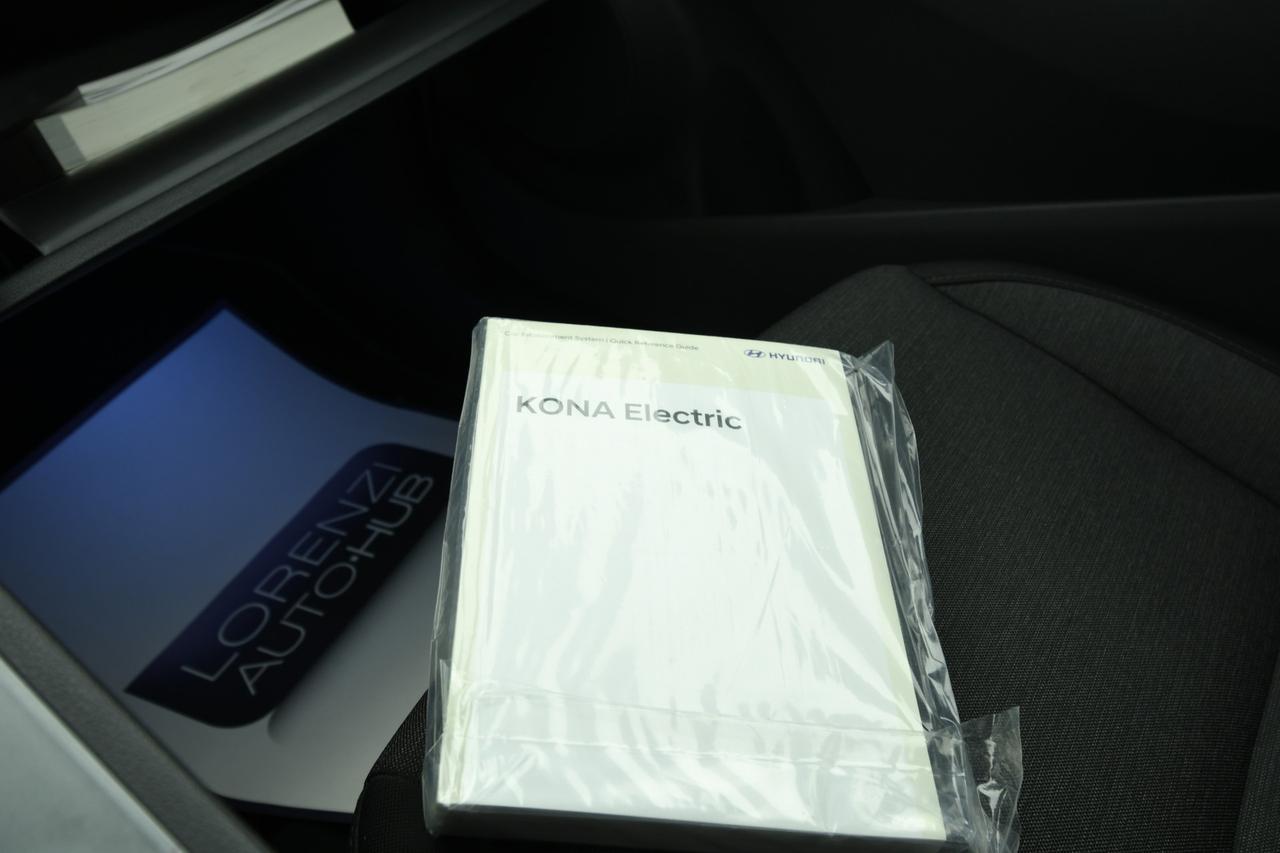 Car Infotainment System | Quick Reference Guide
HYUNDAI
KONA Electric
LORENZI
AUTO·HUB